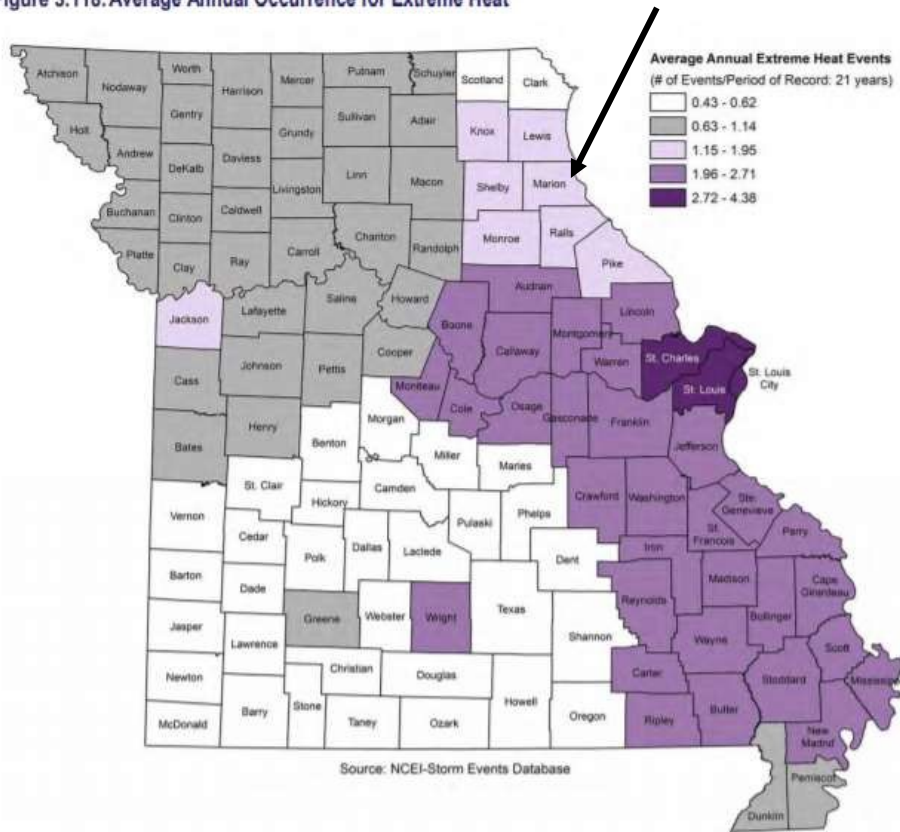 Figure 3.118. Average Annual Occurrence for Extreme Heat
Average Annual Extreme Heat Events
(# of Events/Period of Record: 21 years)
0.43 - 0.62
0.63 - 1.14
1.15 - 1.95
1.96 - 2.71
2.72 - 4.38
Atchison
Nodaway
Worth
Harrison
Mercer
Putnam
Schuyler
Scotland
Clark
Holt
Gentry
Grundy
Sullivan
Adair
Knox
Lewis
Andrew
DeKalb
Daviess
Livingston
Linn
Macon
Shelby
Marion
Buchanan
Clinton
Caldwell
Chariton
Randolph
Monroe
Ralls
Platte
Clay
Ray
Carroll
Pike
Jackson
Lafayette
Saline
Howard
Boone
Audrain
Callaway
Montgomery
Lincoln
Warren
St. Charles
St. Louis
St. Louis
City
Cass
Johnson
Pettis
Cooper
Moniteau
Cole
Osage
Gasconade
Franklin
Jefferson
Bates
Henry
Benton
Morgan
Miller
Maries
St. Clair
Hickory
Camden
Pulaski
Phelps
Crawford
Washington
Ste.
Genevieve
St.
Francois
Perry
Vernon
Cedar
Polk
Dallas
Laclede
Dent
Iron
Madison
Cape
Girardeau
Barton
Dade
Greene
Webster
Wright
Texas
Reynolds
Bollinger
Jasper
Lawrence
Shannon
Wayne
Scott
Newton
Christian
Douglas
Howell
Carter
Stoddard
Mississippi
McDonald
Barry
Stone
Taney
Ozark
Oregon
Ripley
Butler
New
Madrid
Pemiscot
Dunklin
Source: NCEI-Storm Events Database